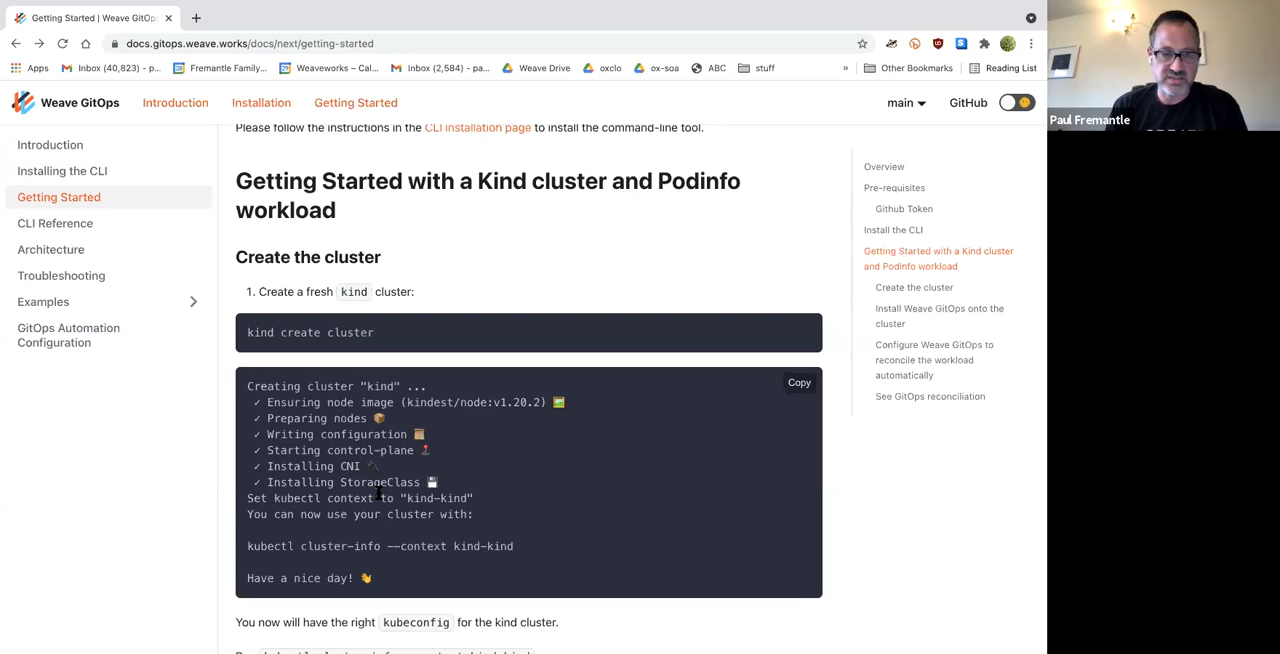 Getting Started | Weave GitOp
docs.gitops.weave.works/docs/next/getting-started
Apps
Inbox (40,823) - p...
Fremantle Family...
Weaveworks – Cal...
Inbox (2,584) - pa...
Weave Drive
oxclo
ox-soa
ABC
stuff
»
Other Bookmarks
Reading List
Weave GitOps
Introduction
Installation
Getting Started
main
GitHub
Paul Fremantle
Introduction
Installing the CLI
Getting Started
CLI Reference
Architecture
Troubleshooting
Examples
GitOps Automation
Configuration
Please follow the instructions in the CLI installation page to install the command-line tool.
Getting Started with a Kind cluster and Podinfo
workload
Create the cluster
1. Create a fresh kind cluster:
kind create cluster
Copy
Creating cluster "kind" ...
✓ Ensuring node image (kindest/node:v1.20.2) 🖼
✓ Preparing nodes 📦
✓ Writing configuration 📜
✓ Starting control-plane 🕹
✓ Installing CNI 🔌
✓ Installing StorageClass 💾
Set kubectl context to "kind-kind"
You can now use your cluster with:
kubectl cluster-info --context kind-kind
Have a nice day! 👋
You now will have the right kubeconfig for the kind cluster.
Overview
Pre-requisites
Github Token
Install the CLI
Getting Started with a Kind cluster
and Podinfo workload
Create the cluster
Install Weave GitOps onto the
cluster
Configure Weave GitOps to
reconcile the workload
automatically
See GitOps reconciliation